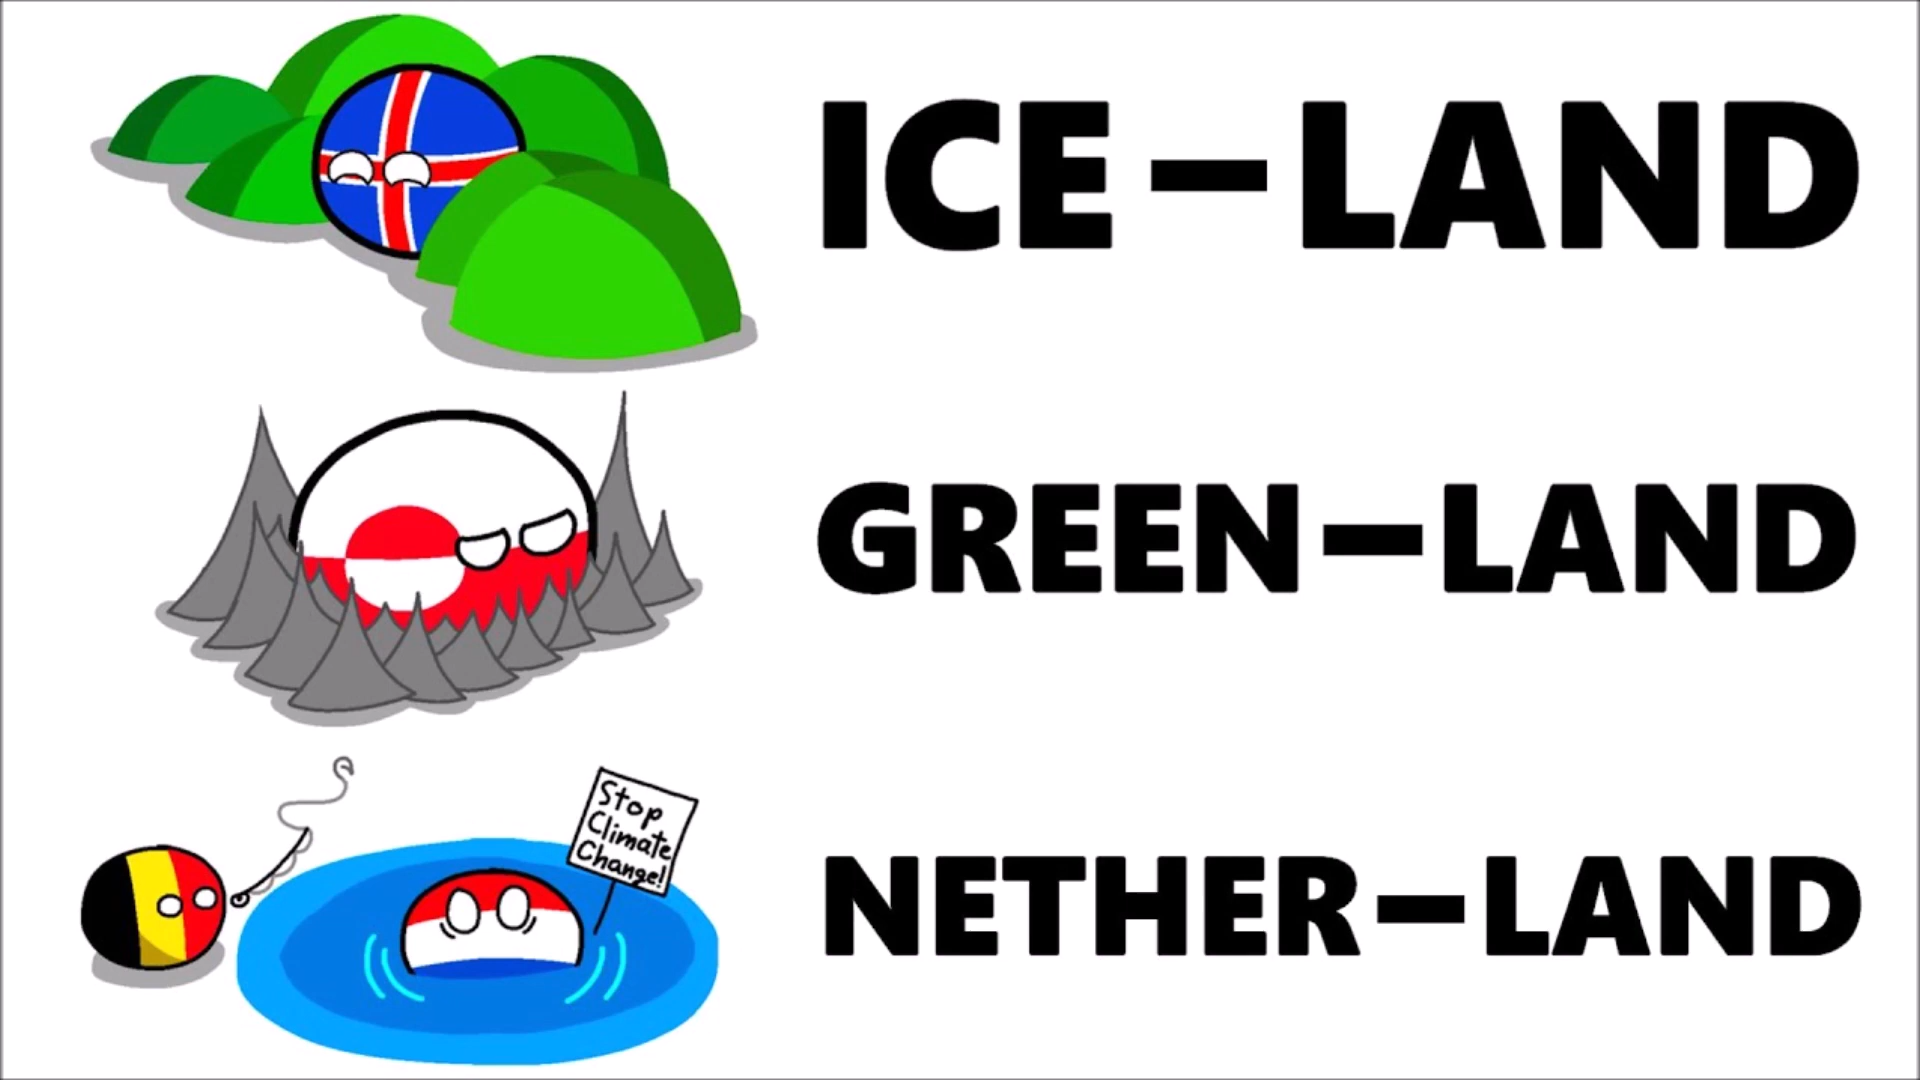 ICE-LAND
GREEN-LAND
Stop
Climate
Change!
NETHER-LAND